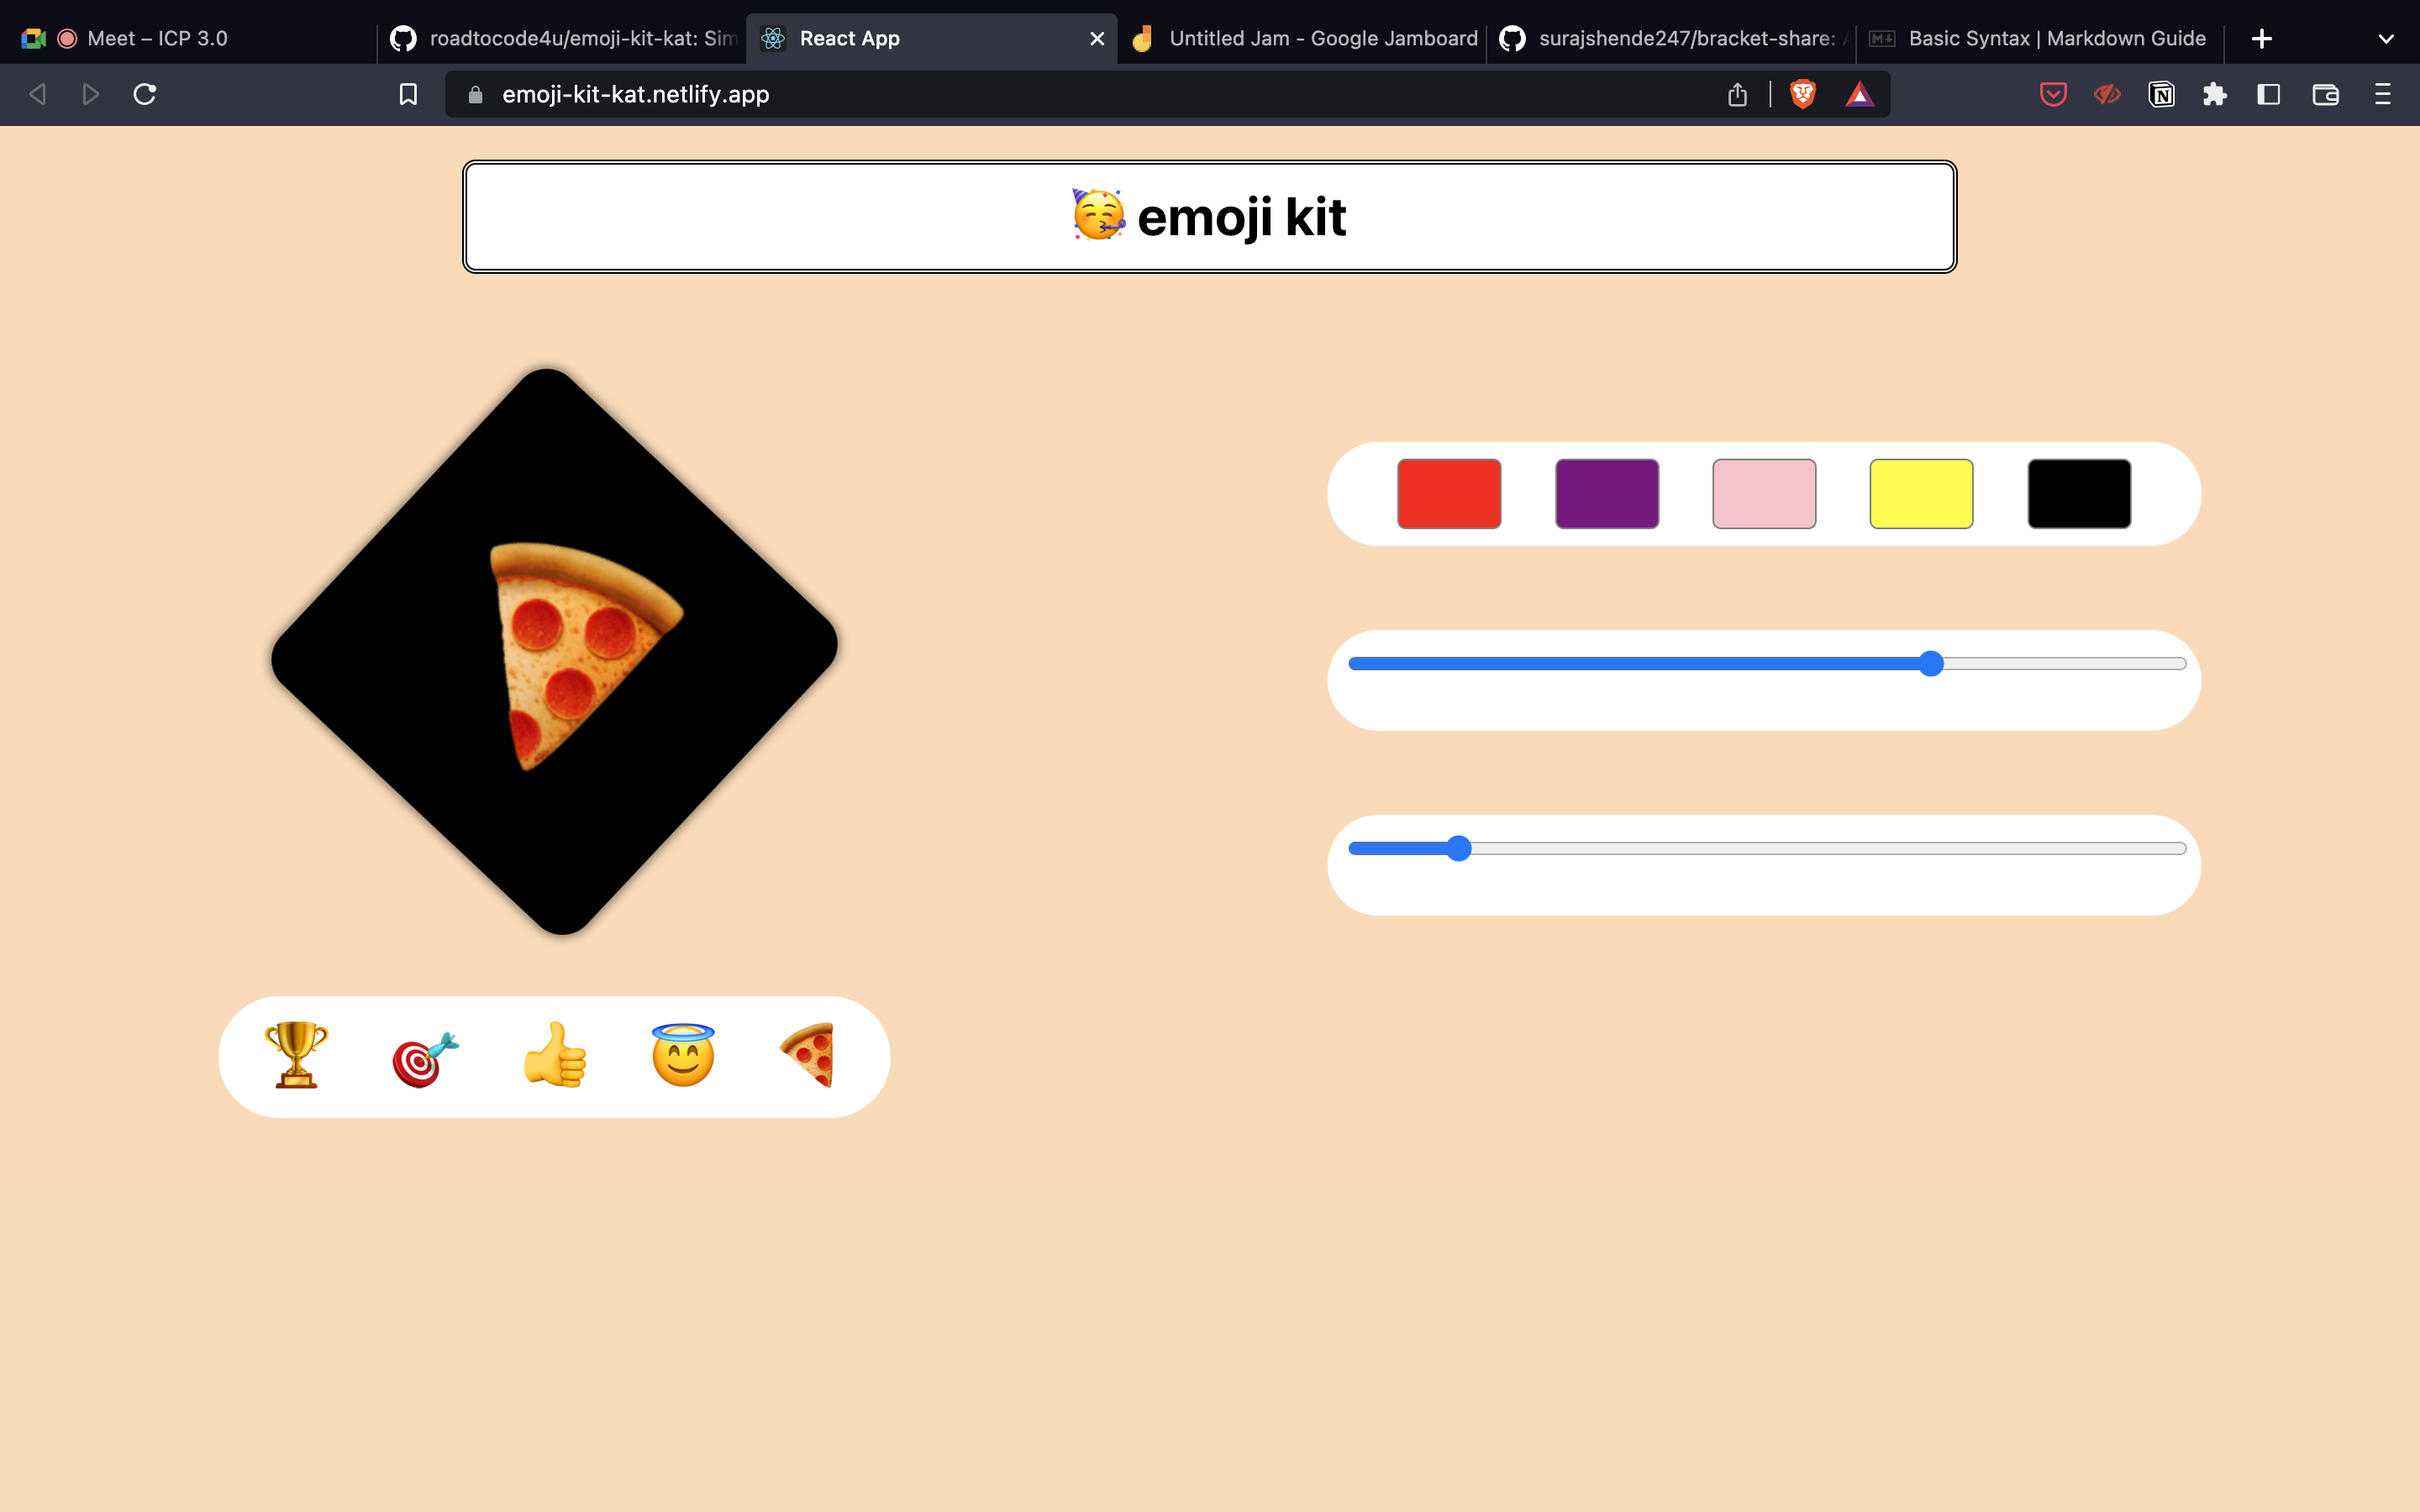 Meet – ICP 3.0
roadtocode4u/emoji-kit-kat: Sim
React App
Untitled Jam - Google Jamboard
surajshende247/bracket-share: A
Basic Syntax | Markdown Guide
emoji-kit-kat.netlify.app
🥳 emoji kit